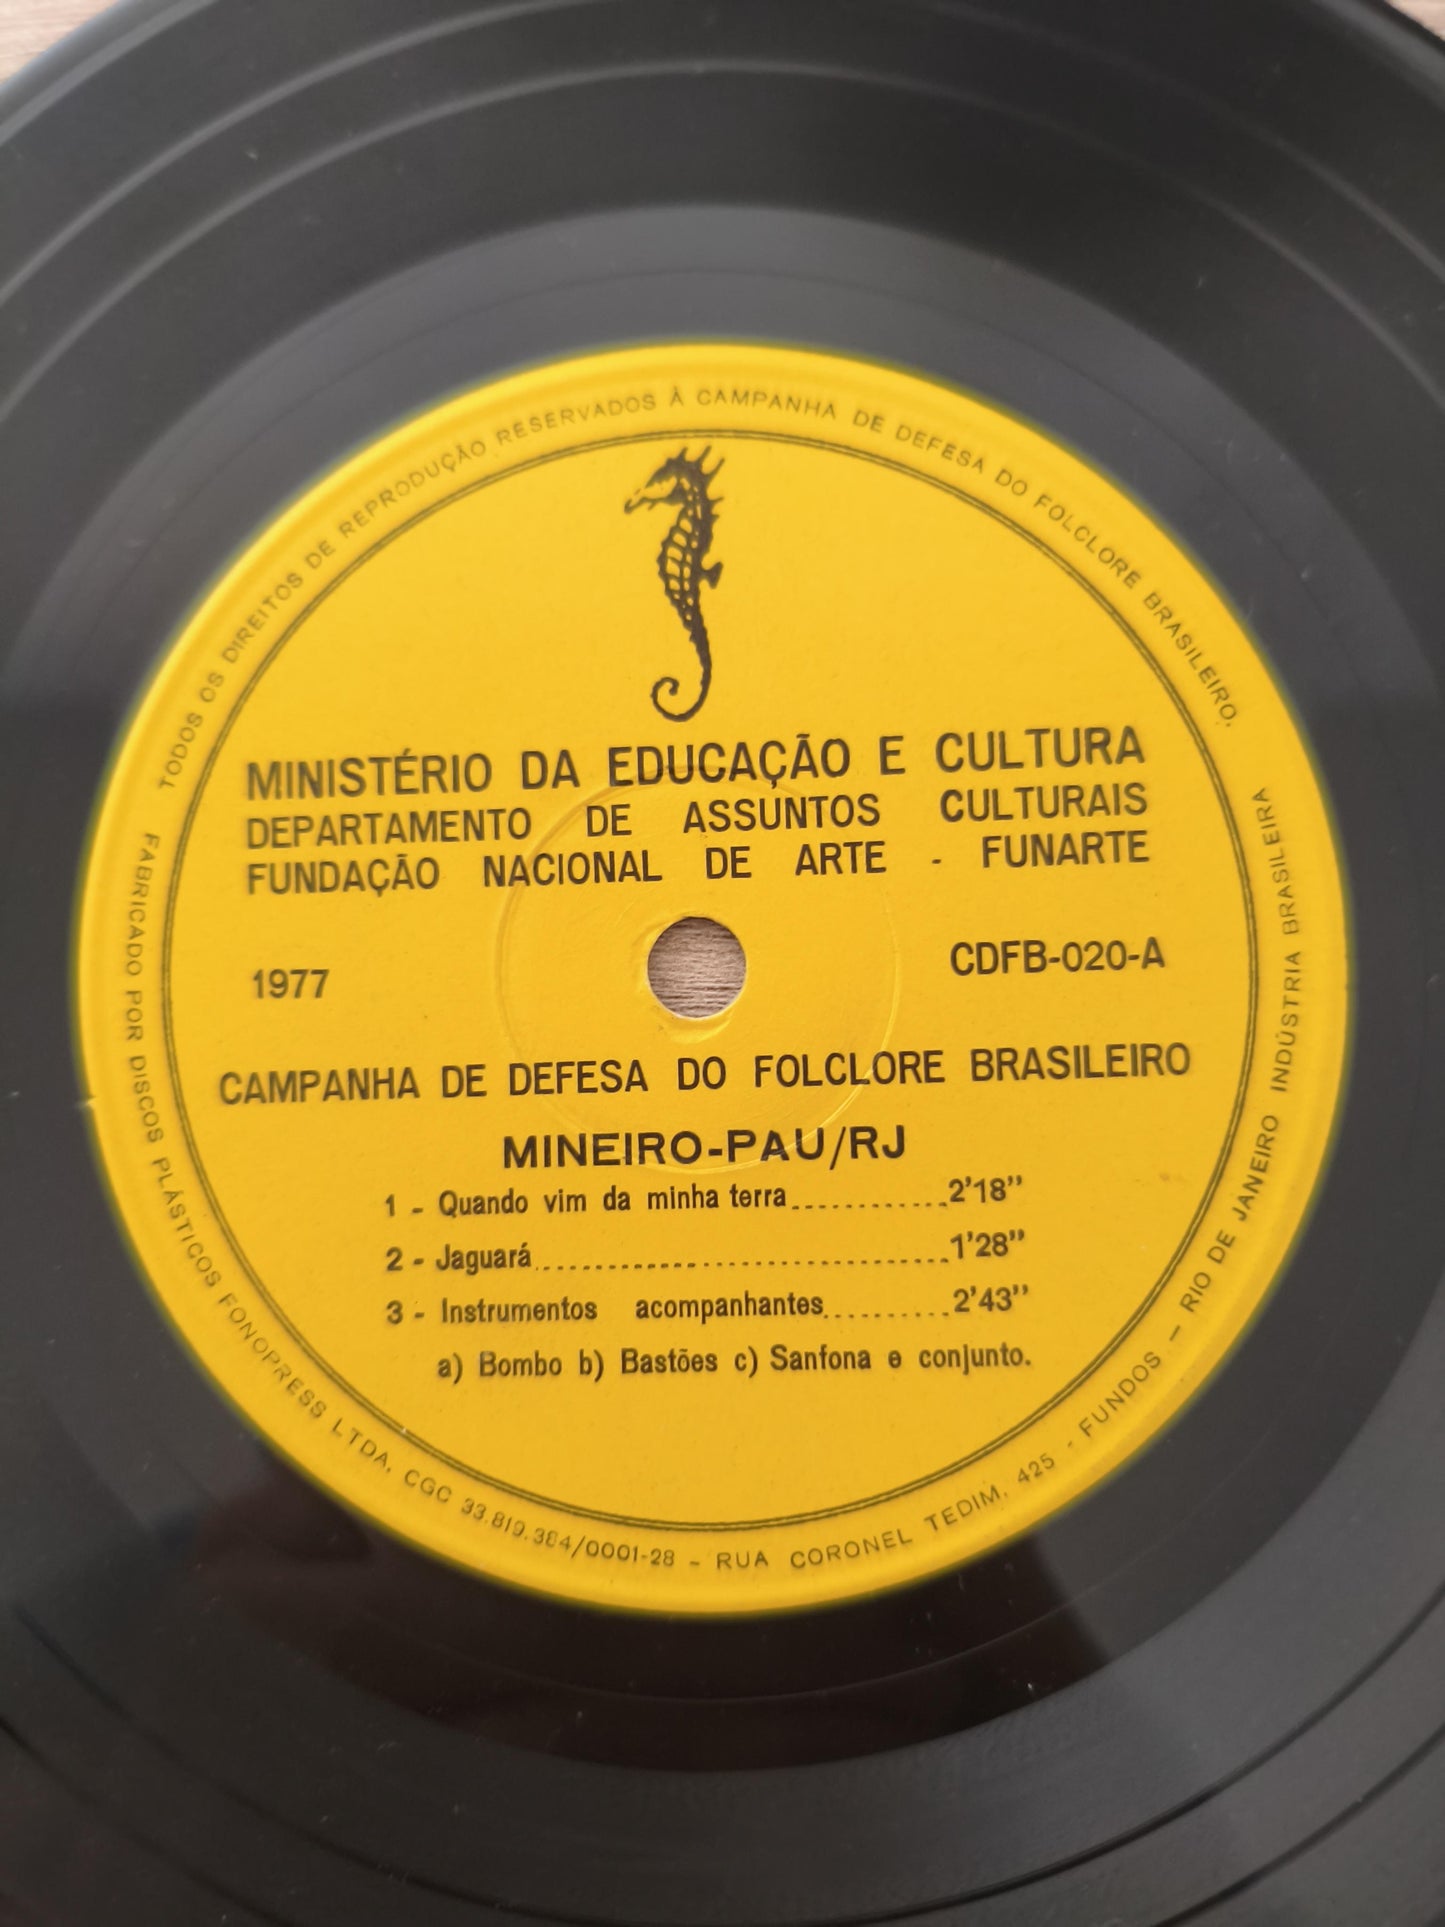 TODOS OS DIREITOS DE REPRODUÇÃO RESERVADOS À CAMPANHA DE DEFESA DO FOLCLORE BRASILEIRO.
MINISTÉRIO DA EDUCAÇÃO E CULTURA
DEPARTAMENTO DE ASSUNTOS CULTURAIS
FUNDAÇÃO NACIONAL DE ARTE - FUNARTE
1977
CDFB-020-A
CAMPANHA DE DEFESA DO FOLCLORE BRASILEIRO
MINEIRO-PAU/RJ
1 - Quando vim da minha terra............2'18"
2 - Jaguará................................1'28"
3 - Instrumentos acompanhantes..........2'43"
a) Bombo b) Bastões c) Sanfona e conjunto.
FABRICADO POR DISCOS PLÁSTICOS FONOPRESS LTDA. CGC 33.819.384/0001-28 - RUA CORONEL TEDIM, 425 - FUNDOS - RIO DE JANEIRO INDÚSTRIA BRASILEIRA